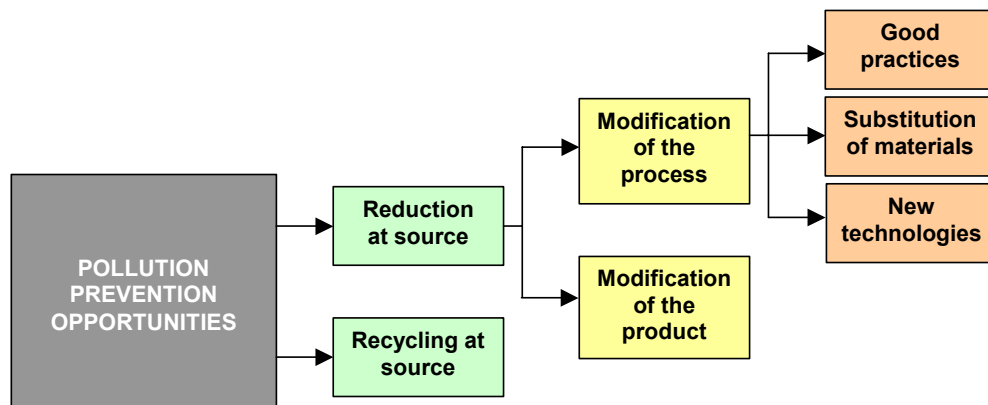 POLLUTION
PREVENTION
OPPORTUNITIES
Reduction
at source
Recycling at
source
Modification
of the
process
Modification
of the
product
Good
practices
Substitution
of materials
New
technologies